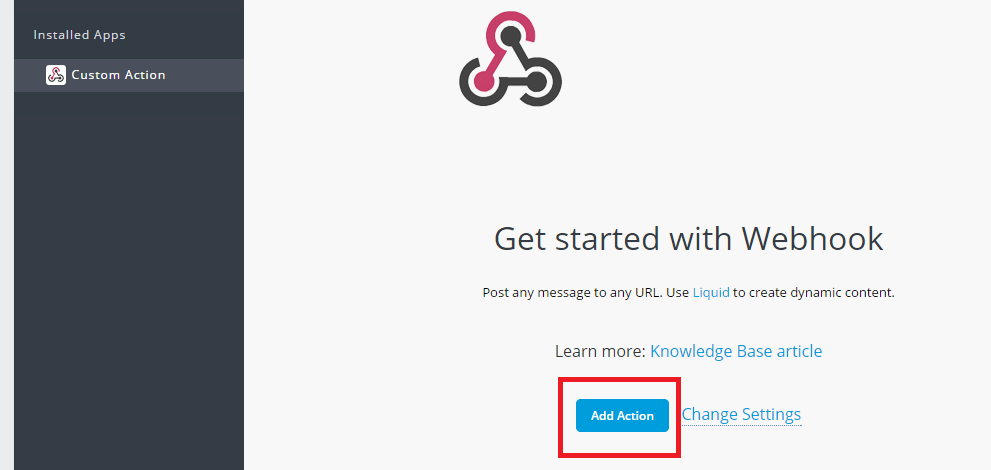 Installed Apps
Custom Action
Get started with Webhook
Post any message to any URL. Use Liquid to create dynamic content.
Learn more: Knowledge Base article
Add Action Change Settings